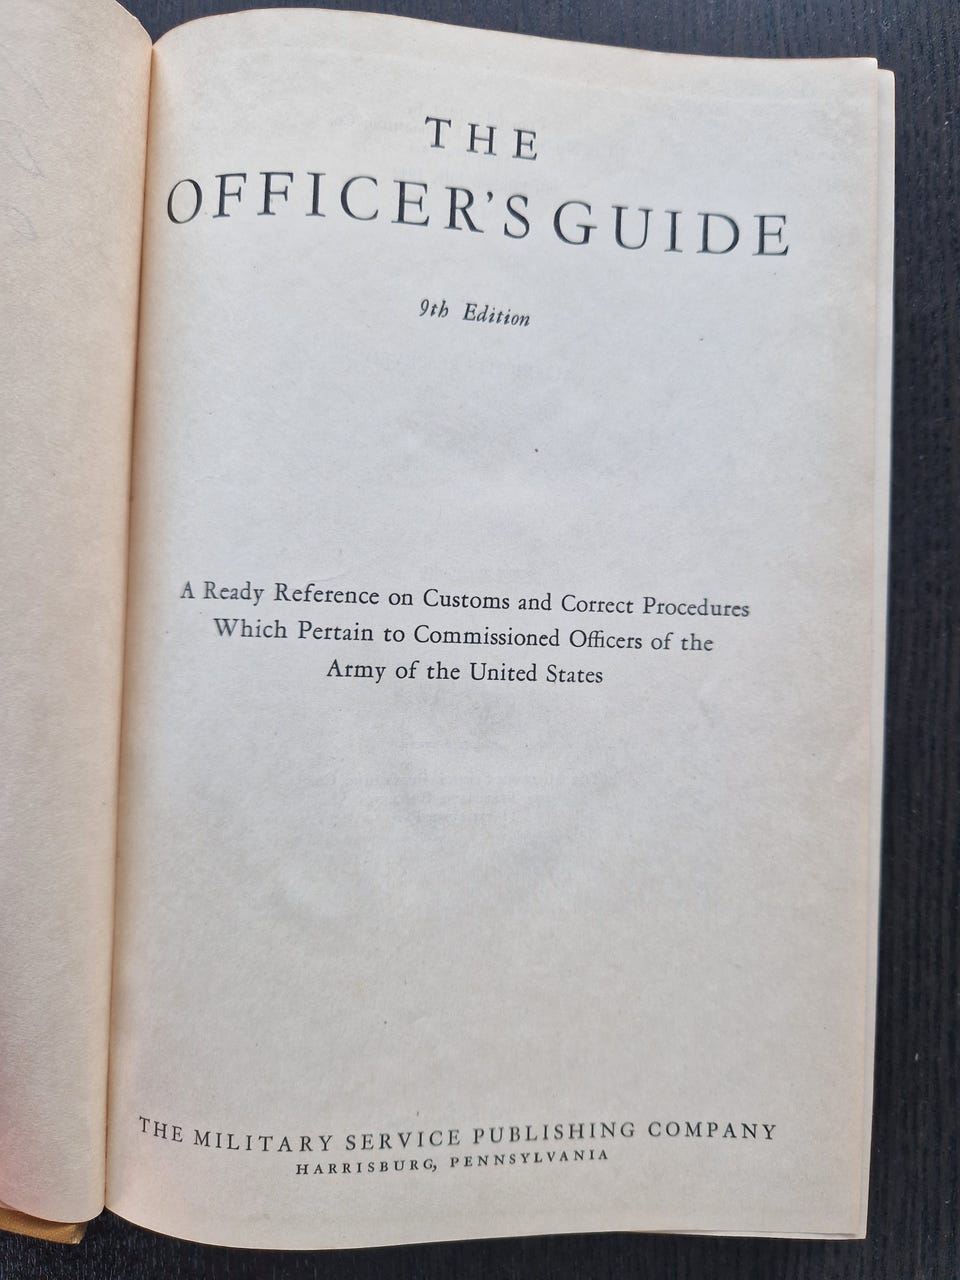 THE
OFFICER'S GUIDE
9th Edition
A Ready Reference on Customs and Correct Procedures
Which Pertain to Commissioned Officers of the
Army of the United States
THE MILITARY SERVICE PUBLISHING COMPANY
HARRISBURG, PENNSYLVANIA